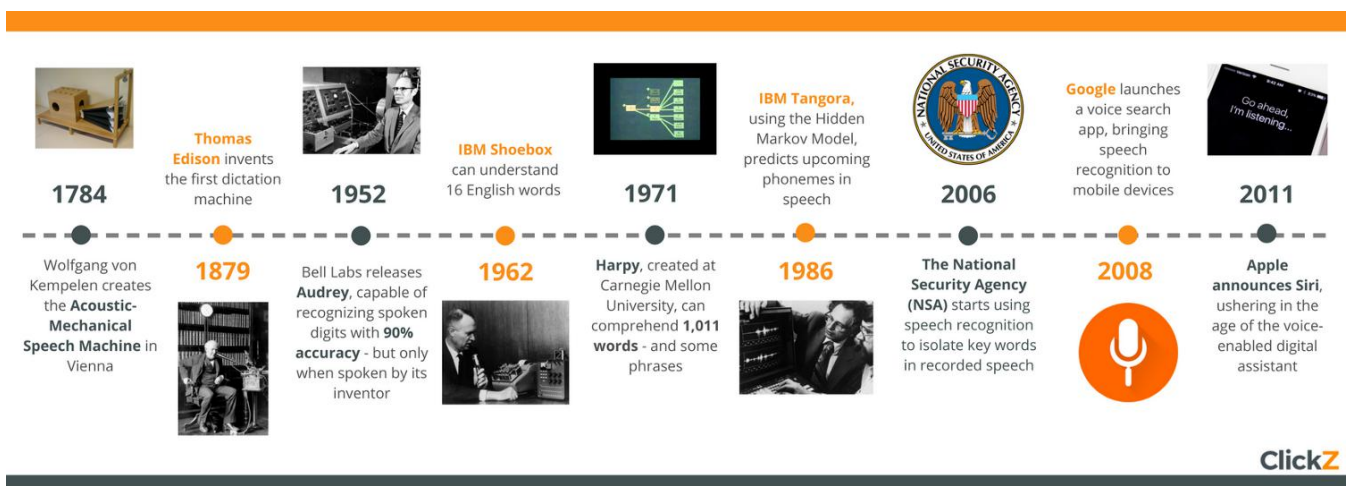 1784
Wolfgang von
Kempelen creates
the Acoustic-
Mechanical
Speech Machine in
Vienna
Thomas
Edison invents
the first dictation
machine
1879
1952
Bell Labs releases
Audrey, capable of
recognizing spoken
digits with 90%
accuracy - but only
when spoken by its
inventor
IBM Shoebox
can understand
16 English words
1962
1971
Harpy, created at
Carnegie Mellon
University, can
comprehend 1,011
words - and some
phrases
IBM Tangora,
using the Hidden
Markov Model,
predicts upcoming
phonemes in
speech
1986
NATIONAL SECURITY AGENCY
UNITED STATES OF AMERICA
2006
The National
Security Agency
(NSA) starts using
speech recognition
to isolate key words
in recorded speech
Google launches
a voice search
app, bringing
speech
recognition to
mobile devices
2008
Go ahead,
I'm listening...
2011
Apple
announces Siri,
ushering in the
age of the voice-
enabled digital
assistant
ClickZ